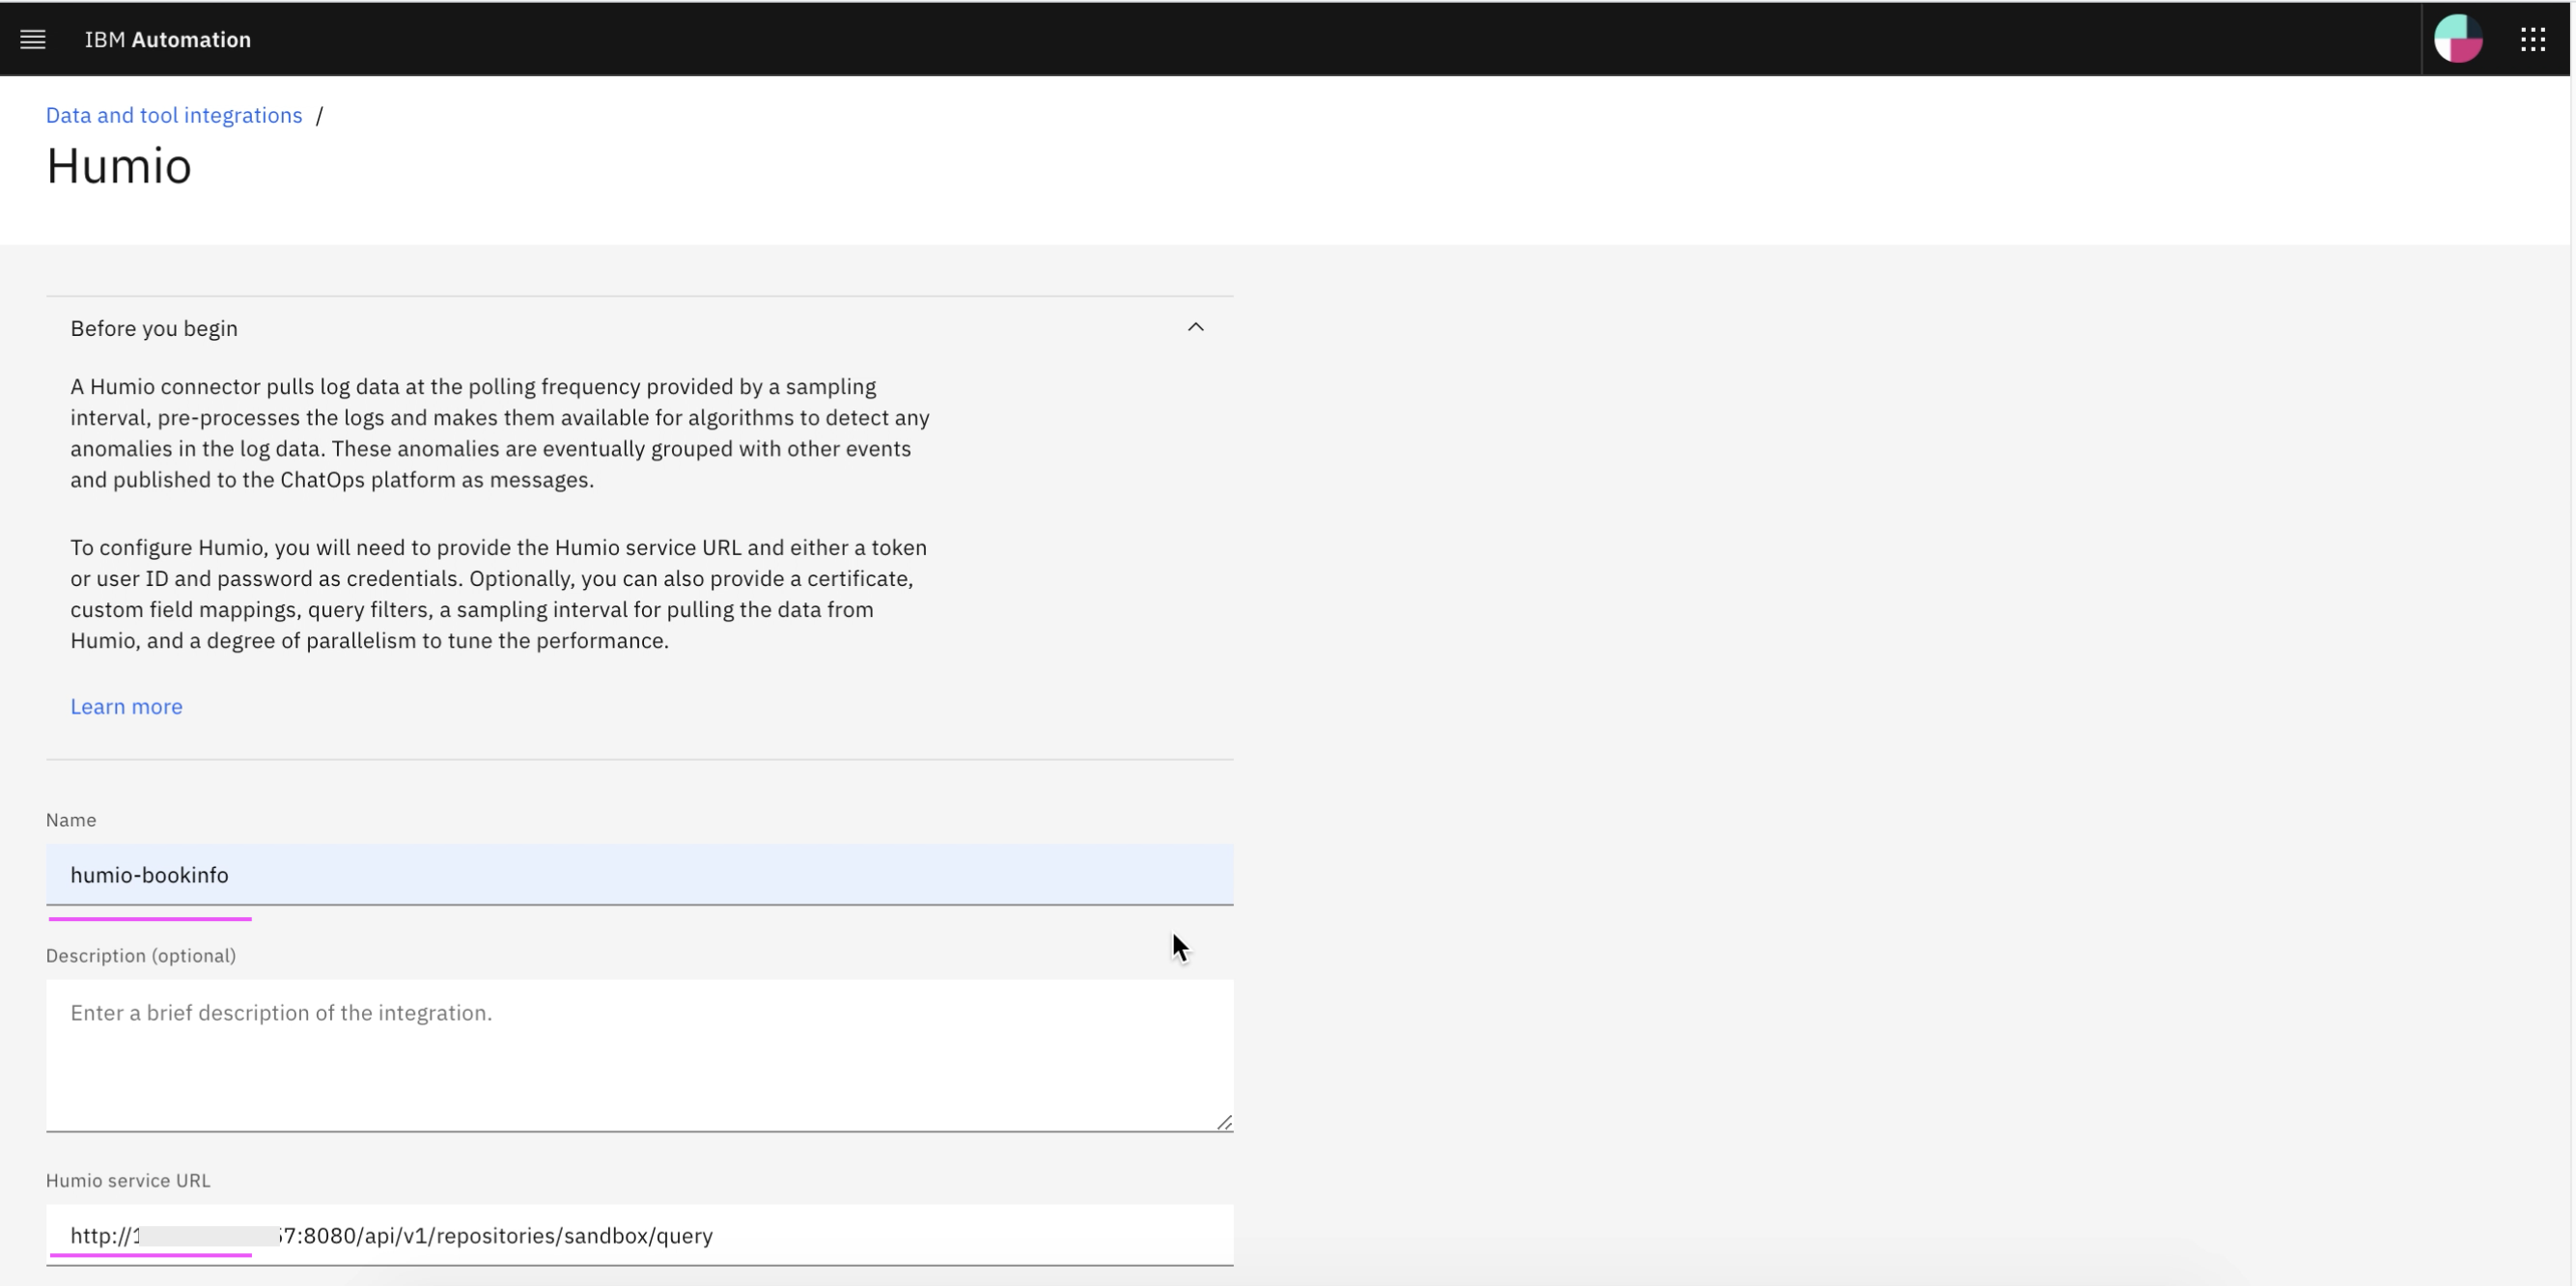 IBM Automation
Data and tool integrations /
Humio
Before you begin
A Humio connector pulls log data at the polling frequency provided by a sampling
interval, pre-processes the logs and makes them available for algorithms to detect any
anomalies in the log data. These anomalies are eventually grouped with other events
and published to the ChatOps platform as messages.
To configure Humio, you will need to provide the Humio service URL and either a token
or user ID and password as credentials. Optionally, you can also provide a certificate,
custom field mappings, query filters, a sampling interval for pulling the data from
Humio, and a degree of parallelism to tune the performance.
Learn more
Name
humio-bookinfo
Description (optional)
Enter a brief description of the integration.
Humio service URL
http://1 7:8080/api/v1/repositories/sandbox/query